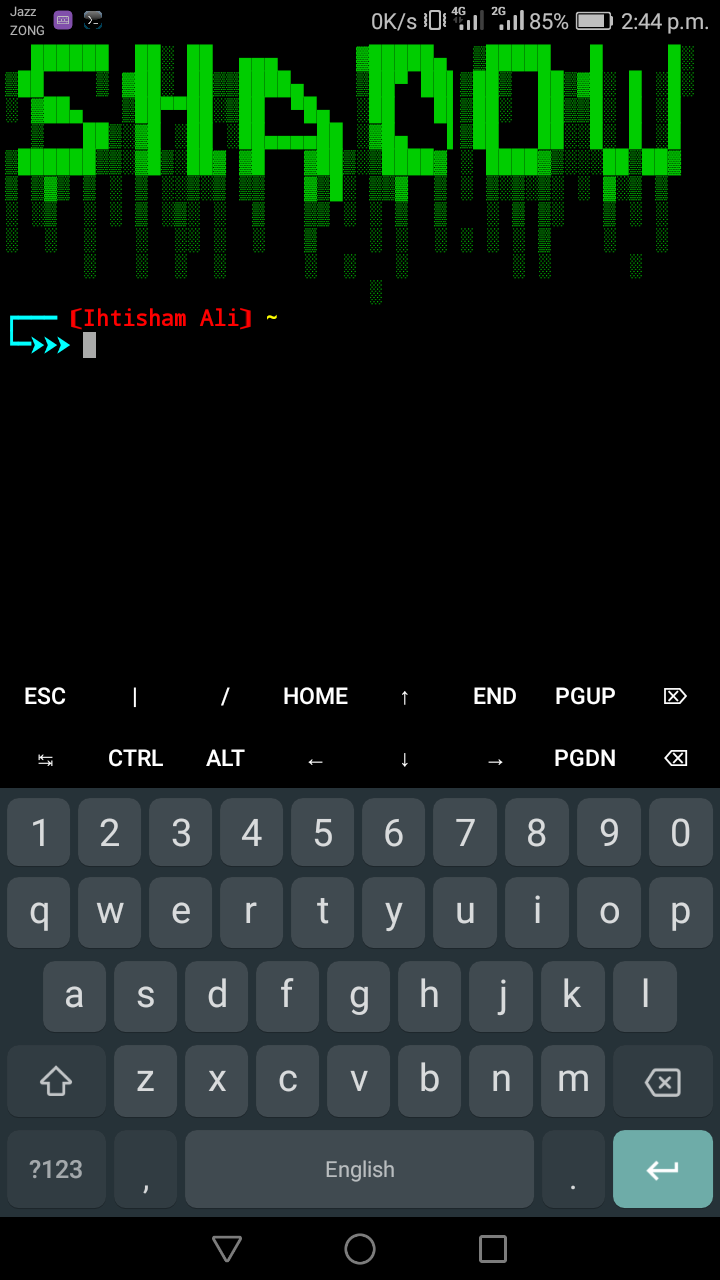 Jazz
ZONG
0K/s 4G 2G 85% 2:44 p.m.
SHADOW
[Ihtisham Ali] ~
ESC | / HOME ↑ END PGUP ⌦
↹ CTRL ALT ← ↓ → PGDN ⌫
1 2 3 4 5 6 7 8 9 0
q w e r t y u i o p
a s d f g h j k l
z x c v b n m
?123 , English .